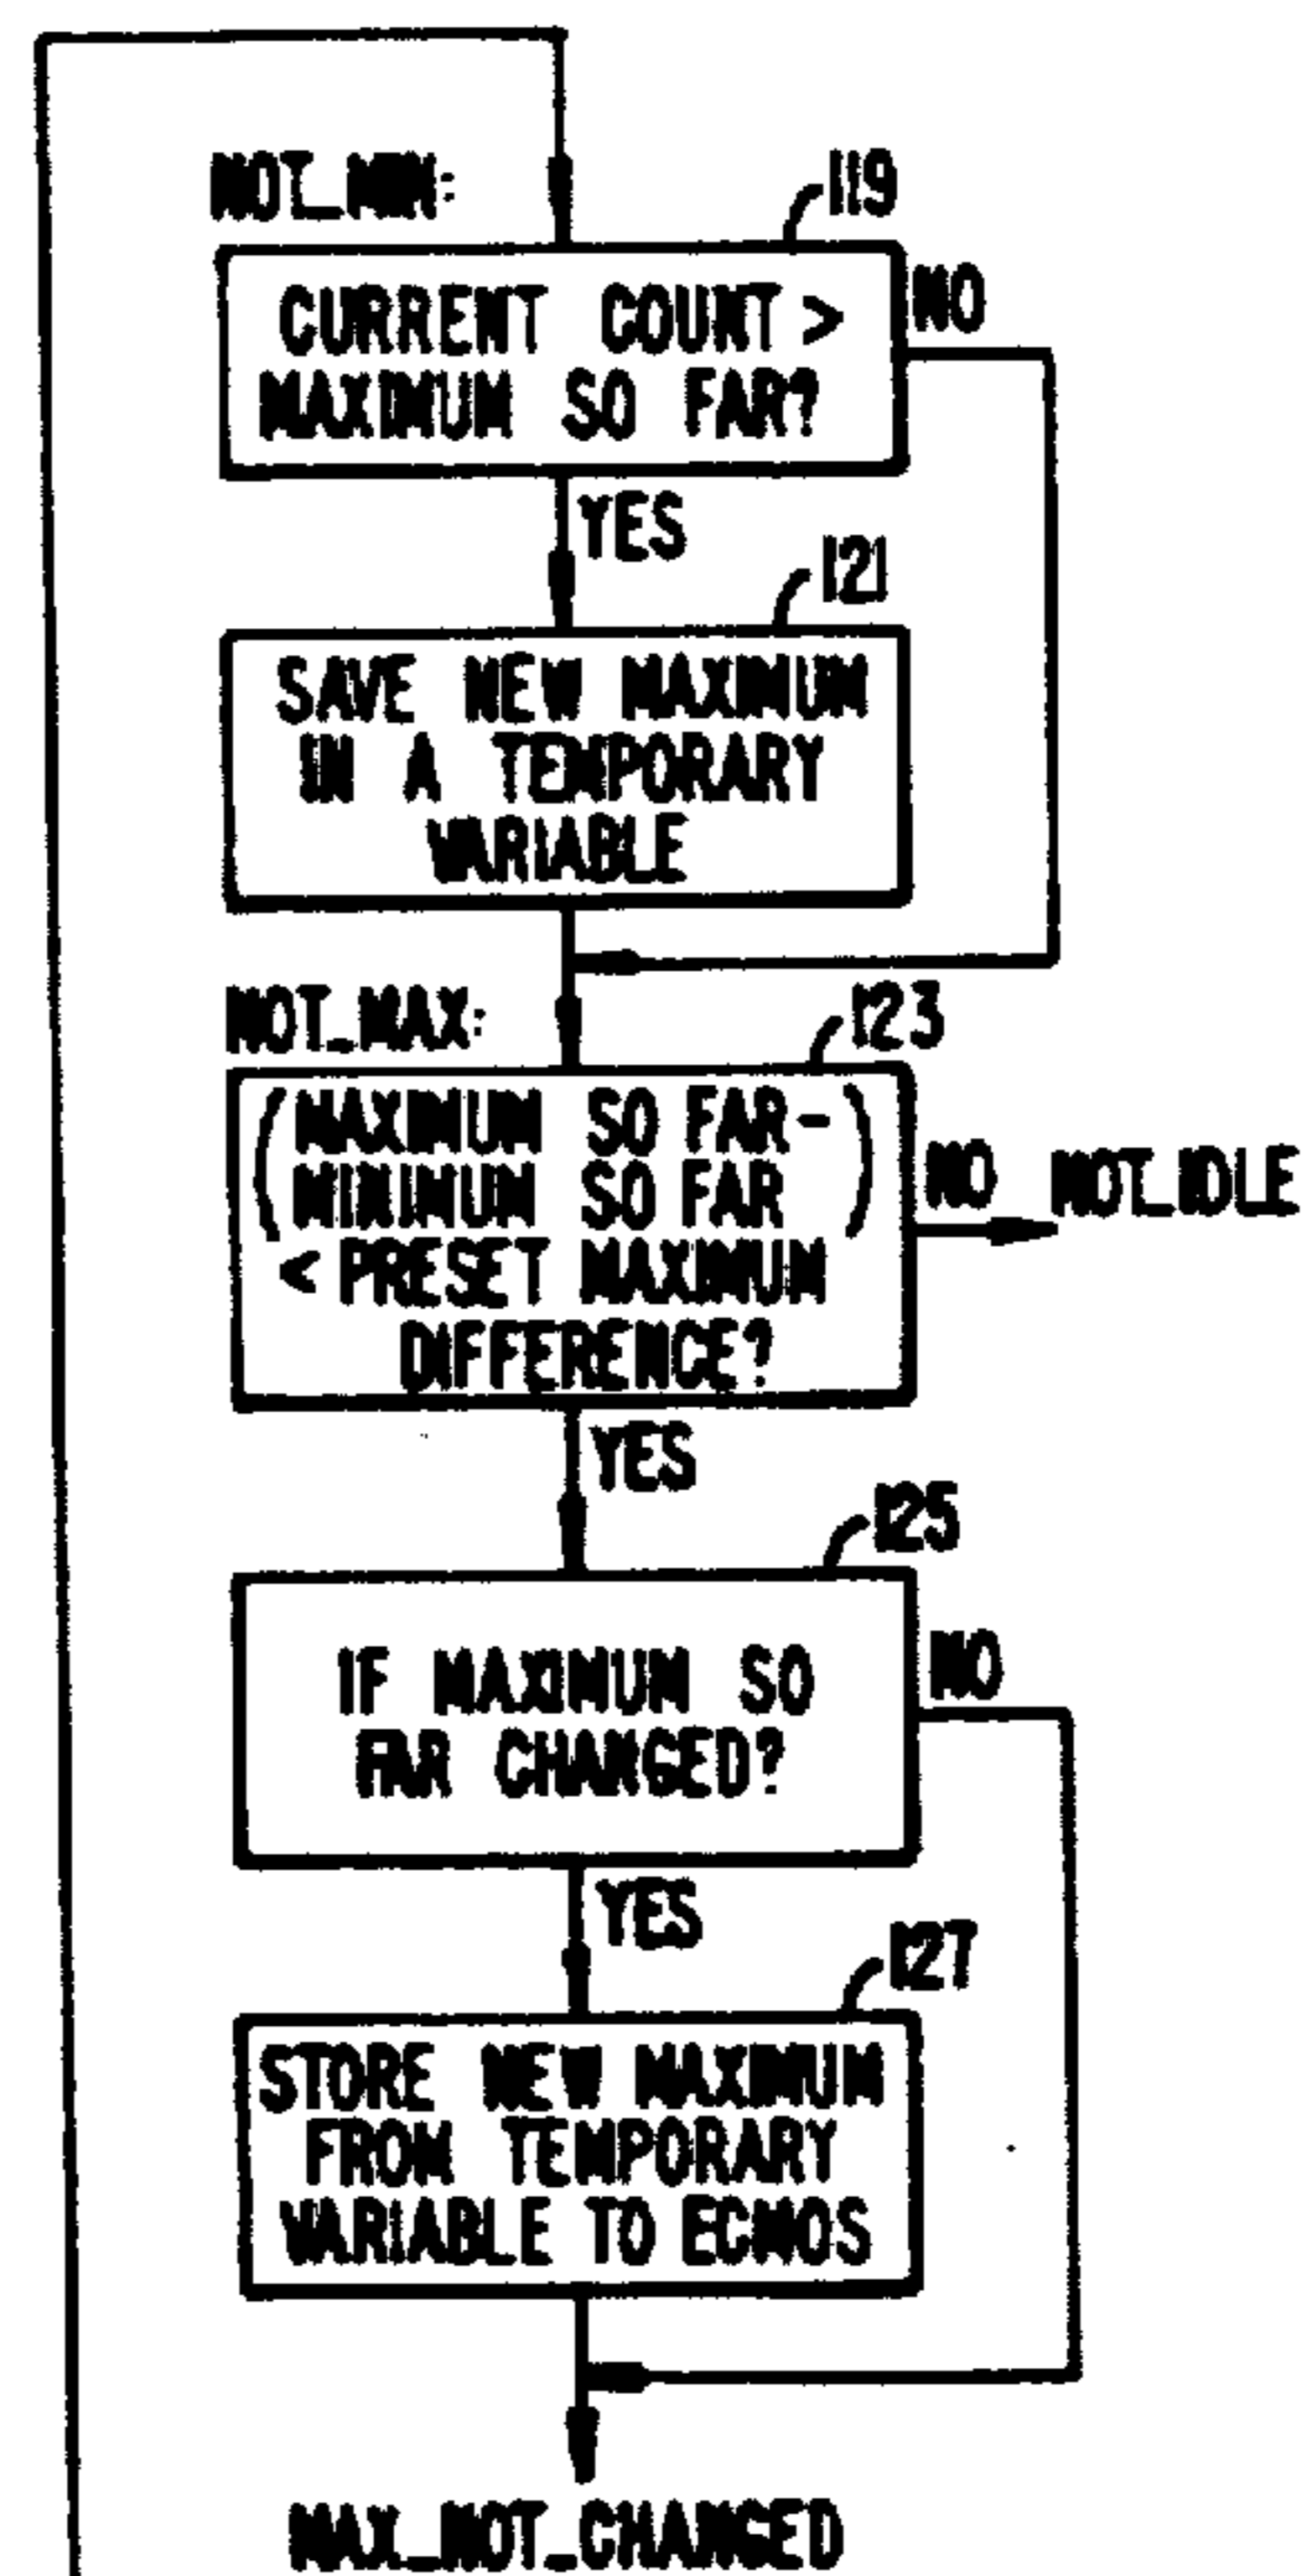 NOT_MIN:
119
CURRENT COUNT >
MAXIMUM SO FAR?
NO
YES
121
SAVE NEW MAXIMUM
IN A TEMPORARY
VARIABLE
NOT_MAX:
123
(MAXIMUM SO FAR-
MINIMUM SO FAR)
< PRESET MAXIMUM
DIFFERENCE?
NO
NOT_IDLE
YES
125
IF MAXIMUM SO
FAR CHANGED?
NO
YES
127
STORE NEW MAXIMUM
FROM TEMPORARY
VARIABLE TO ECMOS
MAX_NOT_CHANGED